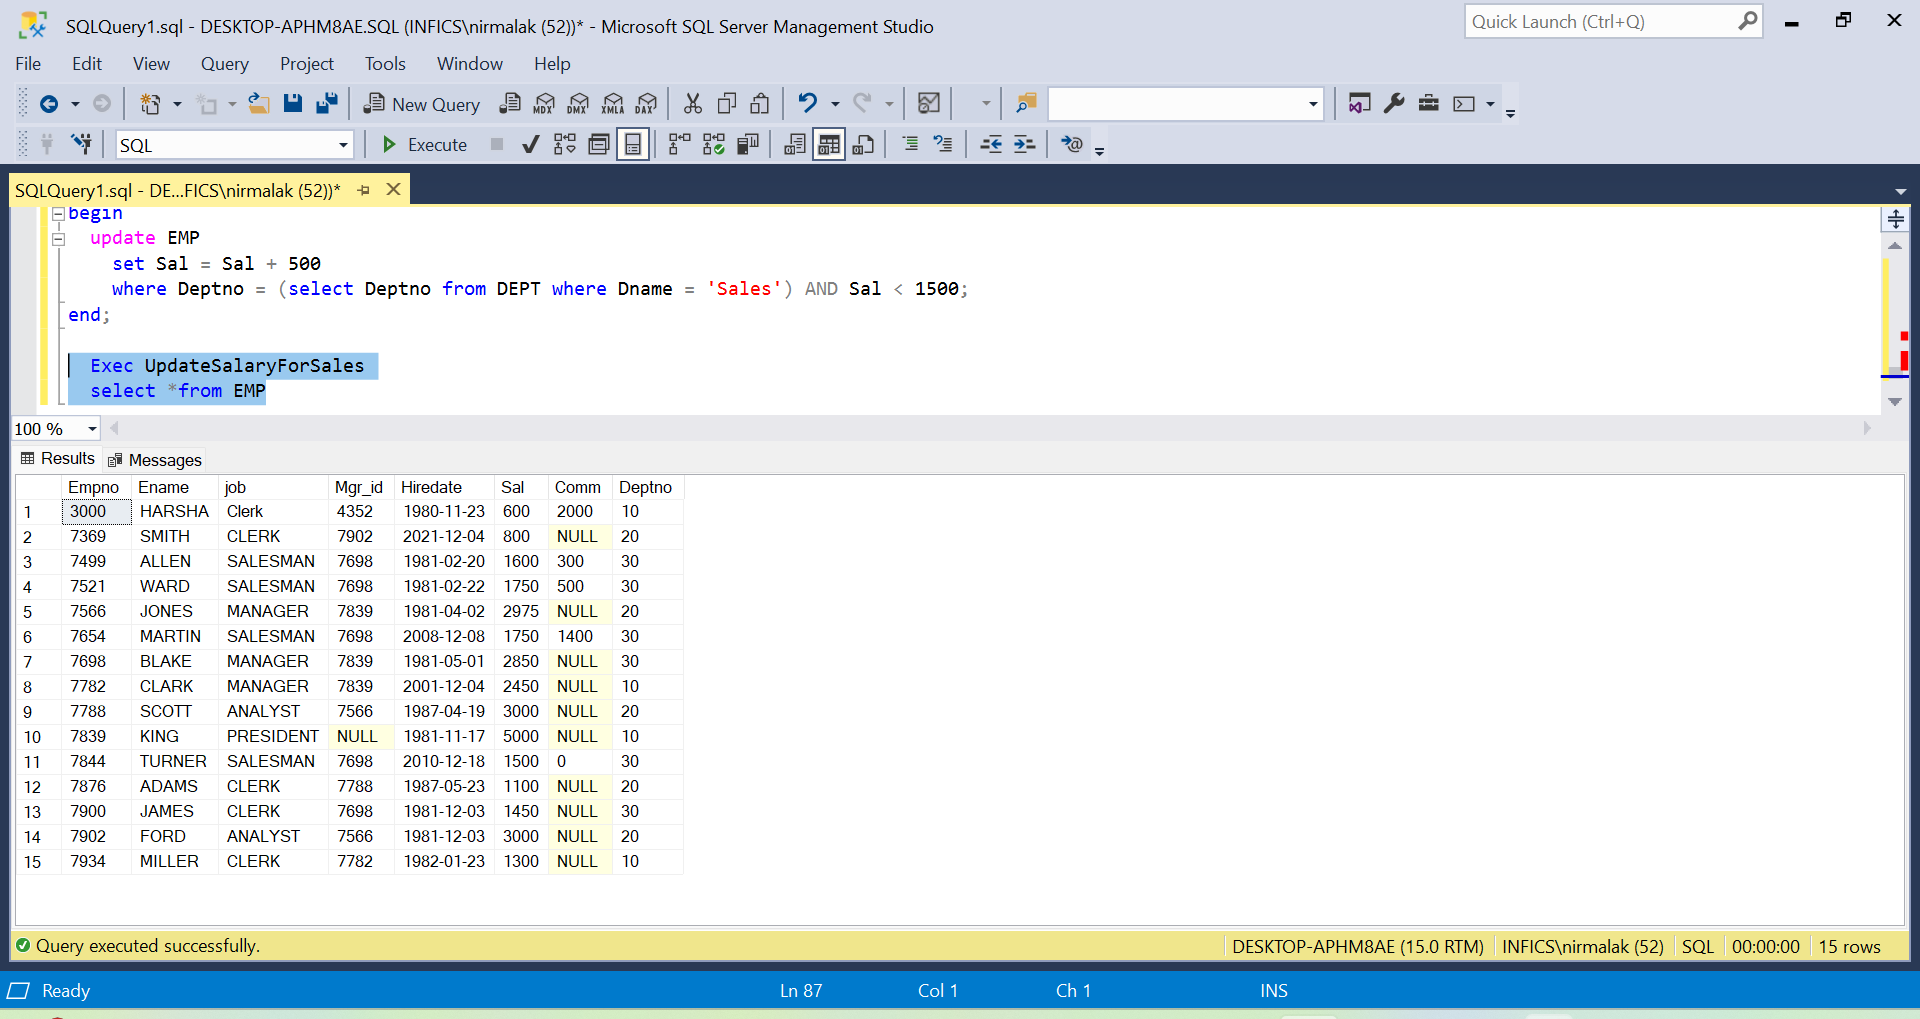 SQLQuery1.sql - DESKTOP-APHM8AE.SQL (INFICS\nirmalak (52))* - Microsoft SQL Server Management Studio
Quick Launch (Ctrl+Q)
File Edit View Query Project Tools Window Help
New Query MDX DMX XMLA DAX
SQL Execute
SQLQuery1.sql - DE...FICS\nirmalak (52))*
begin
update EMP
set Sal = Sal + 500
where Deptno = (select Deptno from DEPT where Dname = 'Sales') AND Sal < 1500;
end;
Exec UpdateSalaryForSales
select *from EMP
100 %
Results Messages
Empno Ename job Mgr_id Hiredate Sal Comm Deptno
1 3000 HARSHA Clerk 4352 1980-11-23 600 2000 10
2 7369 SMITH CLERK 7902 2021-12-04 800 NULL 20
3 7499 ALLEN SALESMAN 7698 1981-02-20 1600 300 30
4 7521 WARD SALESMAN 7698 1981-02-22 1750 500 30
5 7566 JONES MANAGER 7839 1981-04-02 2975 NULL 20
6 7654 MARTIN SALESMAN 7698 2008-12-08 1750 1400 30
7 7698 BLAKE MANAGER 7839 1981-05-01 2850 NULL 30
8 7782 CLARK MANAGER 7839 2001-12-04 2450 NULL 10
9 7788 SCOTT ANALYST 7566 1987-04-19 3000 NULL 20
10 7839 KING PRESIDENT NULL 1981-11-17 5000 NULL 10
11 7844 TURNER SALESMAN 7698 2010-12-18 1500 0 30
12 7876 ADAMS CLERK 7788 1987-05-23 1100 NULL 20
13 7900 JAMES CLERK 7698 1981-12-03 1450 NULL 30
14 7902 FORD ANALYST 7566 1981-12-03 3000 NULL 20
15 7934 MILLER CLERK 7782 1982-01-23 1300 NULL 10
Query executed successfully. DESKTOP-APHM8AE (15.0 RTM) INFICS\nirmalak (52) SQL 00:00:00 15 rows
Ready Ln 87 Col 1 Ch 1 INS